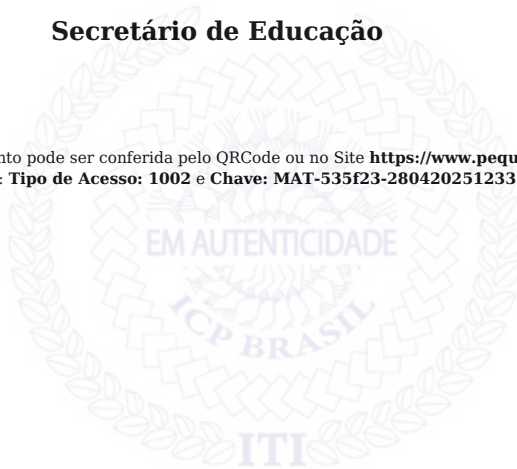 Secretário de Educação
nto pode ser conferida pelo QRCode ou no Site https://www.pequ
: Tipo de Acesso: 1002 e Chave: MAT-535f23-280420251233
EM AUTENTICIDADE
ICP BRASIL
ITI